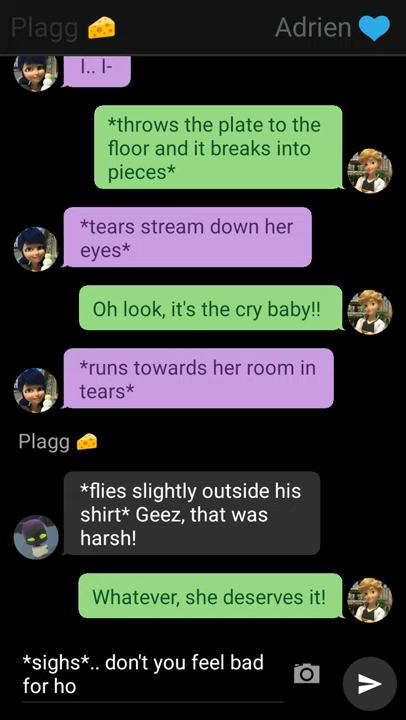 Plagg 🧀 Adrien 💙
I.. I-
*throws the plate to the
floor and it breaks into
pieces*
*tears stream down her
eyes*
Oh look, it's the cry baby!!
*runs towards her room in
tears*
Plagg 🧀
*flies slightly outside his
shirt* Geez, that was
harsh!
Whatever, she deserves it!
*sighs*.. don't you feel bad
for ho